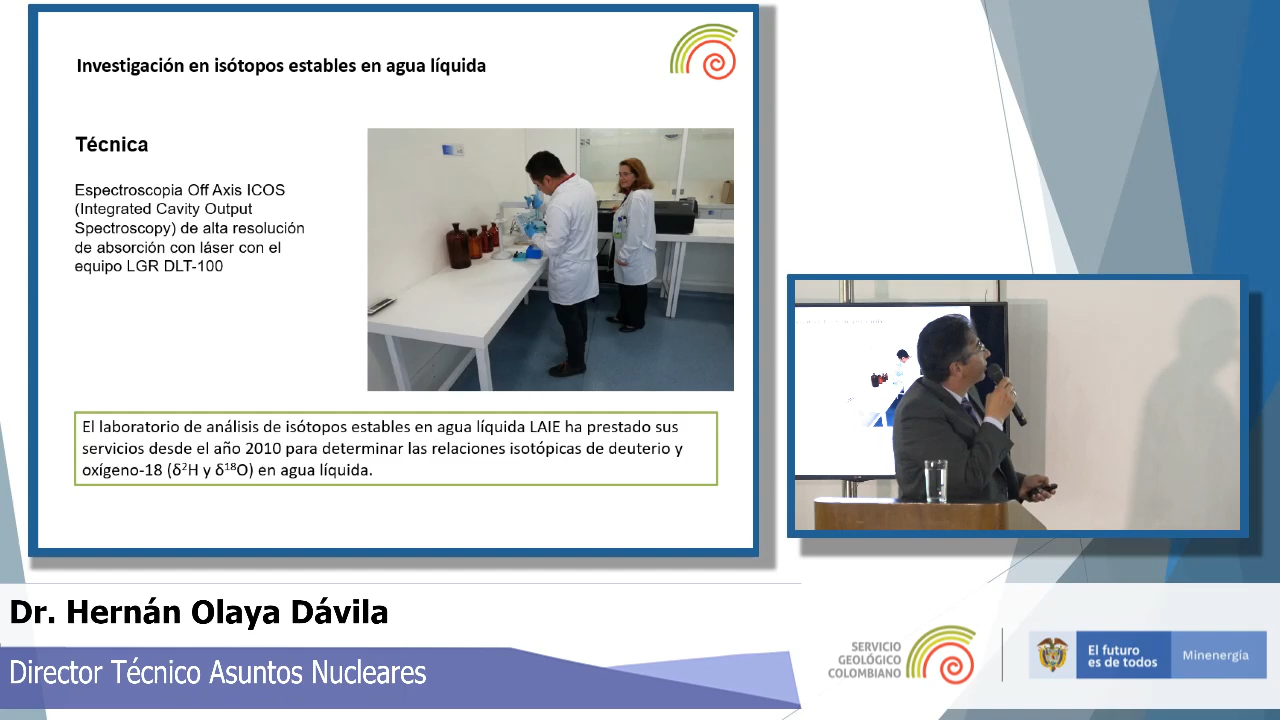 Investigación en isótopos estables en agua líquida
Técnica
Espectroscopia Off Axis ICOS
(Integrated Cavity Output
Spectroscopy) de alta resolución
de absorción con láser con el
equipo LGR DLT-100
El laboratorio de análisis de isótopos estables en agua líquida LAIE ha prestado sus
servicios desde el año 2010 para determinar las relaciones isotópicas de deuterio y
oxígeno-18 (δ²H y δ¹⁸O) en agua líquida.
Dr. Hernán Olaya Dávila
Director Técnico Asuntos Nucleares
SERVICIO
GEOLÓGICO
COLOMBIANO
El futuro
es de todos
Minenergía